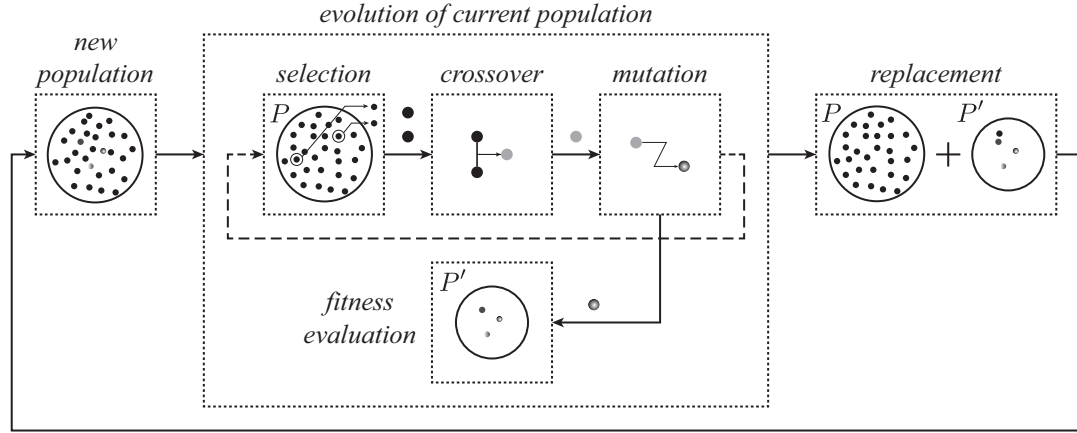 evolution of current population
new
population
selection
crossover
mutation
replacement
P
P
P′
+
P′
fitness
evaluation